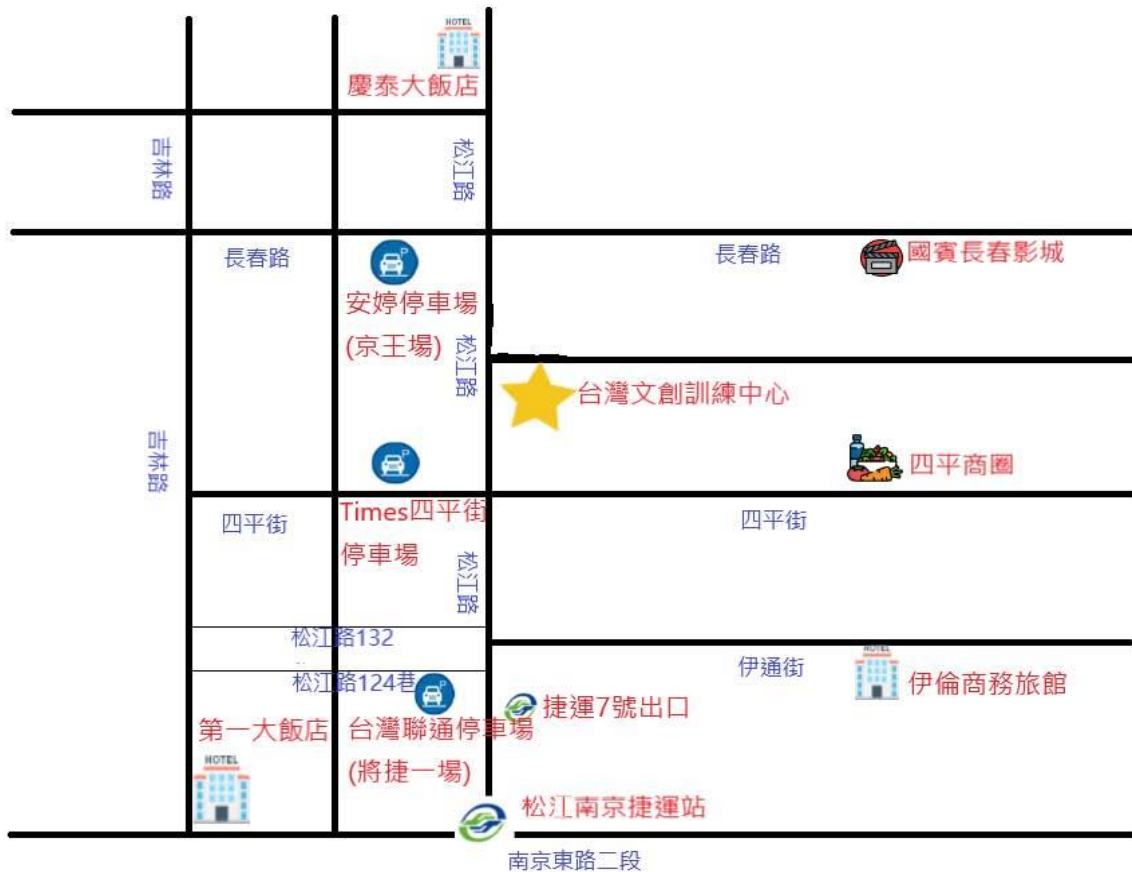 HOTEL
慶泰大飯店
吉林路
松江路
長春路
長春路
國賓長春影城
P
安婷停車場
(京王場)
松江路
台灣文創訓練中心
吉林路
P
四平商圈
四平街
Times四平街
停車場
四平街
松江路
松江路132
松江路124巷
P
伊通街
HOTEL
伊倫商務旅館
捷運7號出口
第一大飯店
台灣聯通停車場
(將捷一場)
HOTEL
松江南京捷運站
南京東路二段